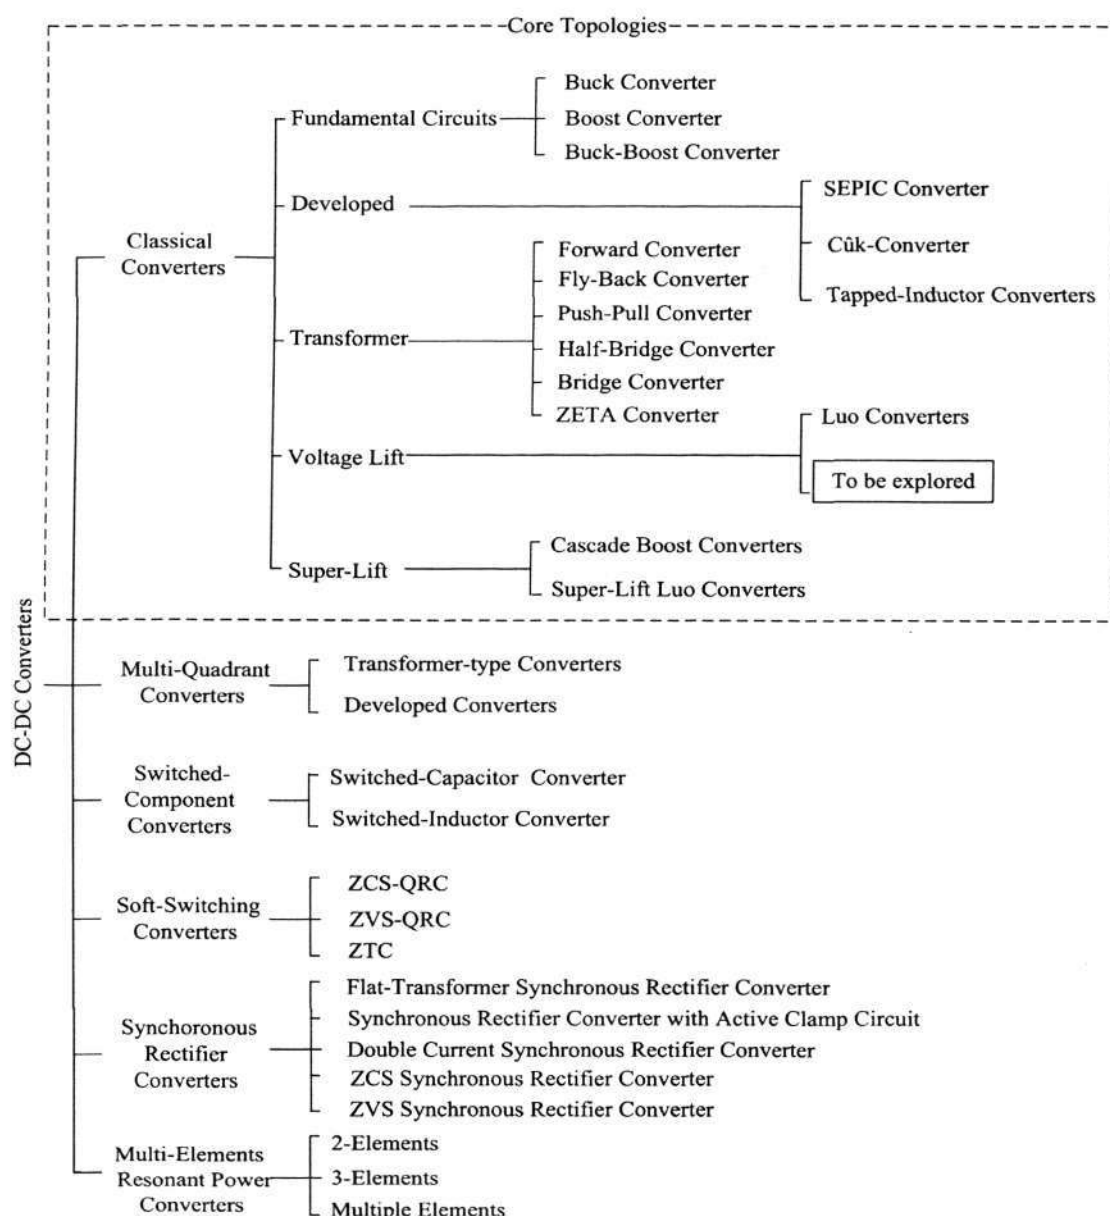 Core Topologies
Classical
Converters
Fundamental Circuits
Buck Converter
Boost Converter
Buck-Boost Converter
Developed
SEPIC Converter
Cûk-Converter
Tapped-Inductor Converters
Transformer
Forward Converter
Fly-Back Converter
Push-Pull Converter
Half-Bridge Converter
Bridge Converter
ZETA Converter
Voltage Lift
Luo Converters
To be explored
Super-Lift
Cascade Boost Converters
Super-Lift Luo Converters
DC-DC Converters
Multi-Quadrant
Converters
Transformer-type Converters
Developed Converters
Switched-
Component
Converters
Switched-Capacitor Converter
Switched-Inductor Converter
Soft-Switching
Converters
ZCS-QRC
ZVS-QRC
ZTC
Synchoronous
Rectifier
Converters
Flat-Transformer Synchronous Rectifier Converter
Synchronous Rectifier Converter with Active Clamp Circuit
Double Current Synchronous Rectifier Converter
ZCS Synchronous Rectifier Converter
ZVS Synchronous Rectifier Converter
Multi-Elements
Resonant Power
Converters
2-Elements
3-Elements
Multiple Elements